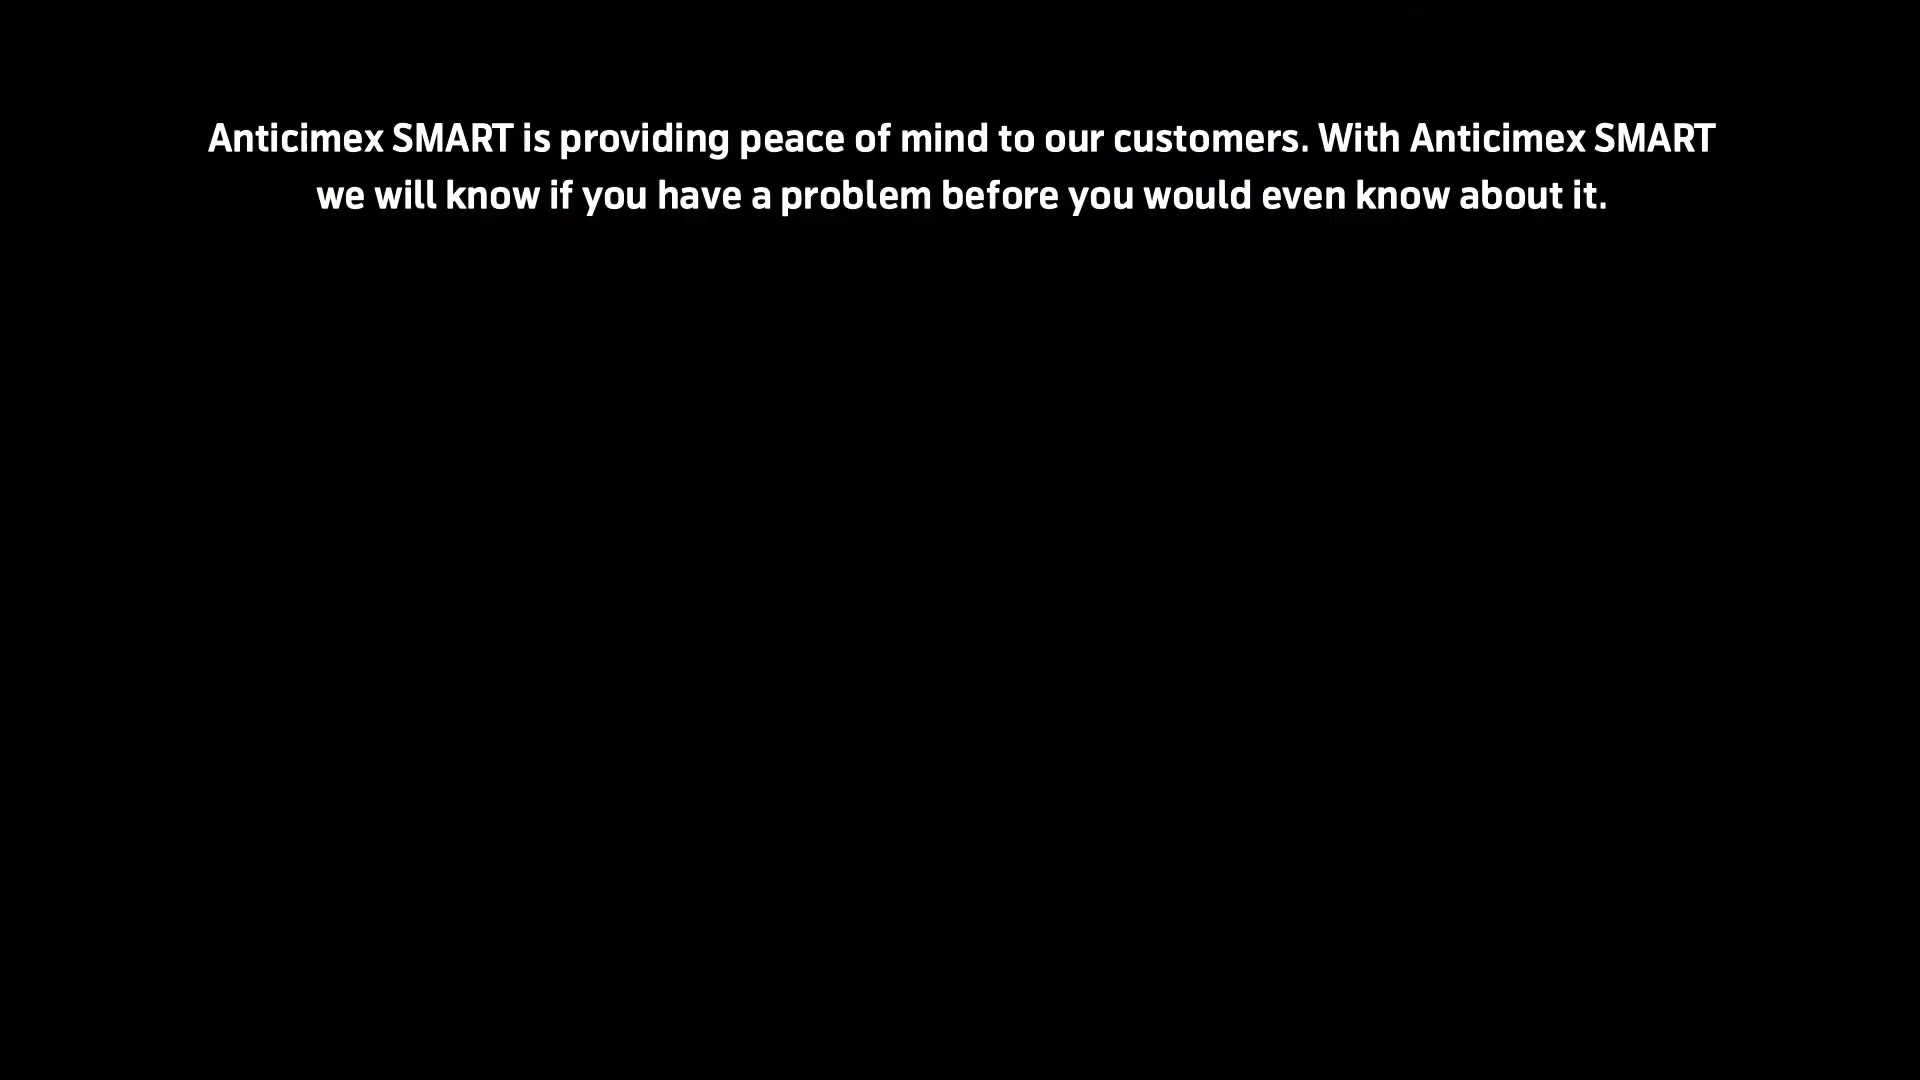 Anticimex SMART is providing peace of mind to our customers. With Anticimex SMART
we will know if you have a problem before you would even know about it.